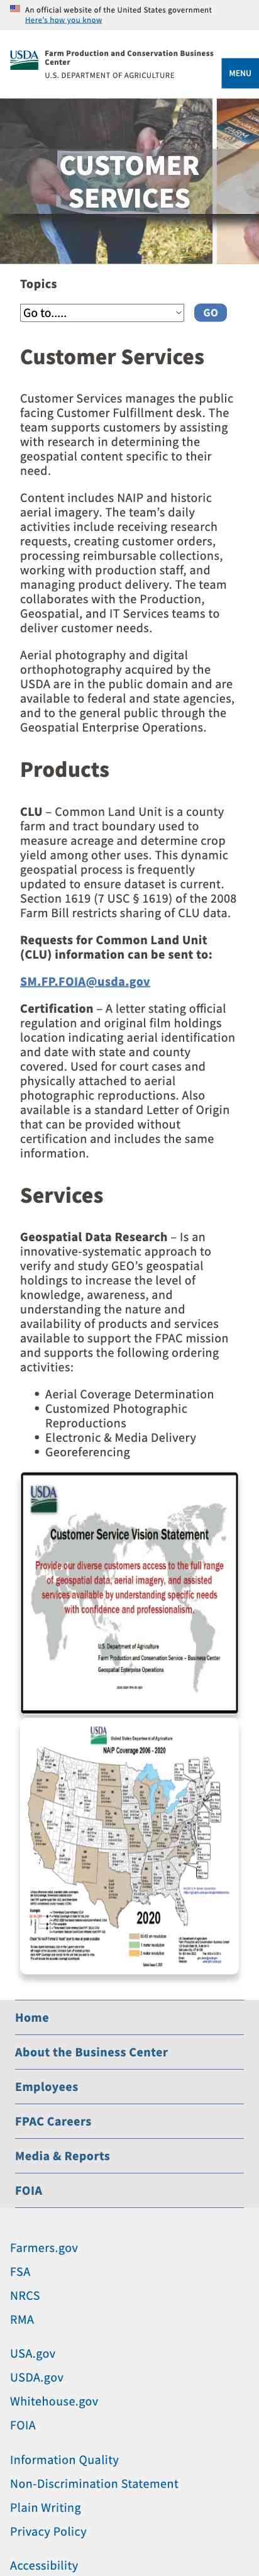 An official website of the United States government
Here's how you know
USDA
Farm Production and Conservation Business
Center
U.S. DEPARTMENT OF AGRICULTURE
MENU
CUSTOMER
SERVICES
Topics
Go to.....
GO
Customer Services
Customer Services manages the public
facing Customer Fulfillment desk. The
team supports customers by assisting
with research in determining the
geospatial content specific to their
need.
Content includes NAIP and historic
aerial imagery. The team's daily
activities include receiving research
requests, creating customer orders,
processing reimbursable collections,
working with production staff, and
managing product delivery. The team
collaborates with the Production,
Geospatial, and IT Services teams to
deliver customer needs.
Aerial photography and digital
orthophotography acquired by the
USDA are in the public domain and are
available to federal and state agencies,
and to the general public through the
Geospatial Enterprise Operations.
Products
CLU – Common Land Unit is a county
farm and tract boundary used to
measure acreage and determine crop
yield among other uses. This dynamic
geospatial process is frequently
updated to ensure dataset is current.
Section 1619 (7 USC § 1619) of the 2008
Farm Bill restricts sharing of CLU data.
Requests for Common Land Unit
(CLU) information can be sent to:
SM.FP.FOIA@usda.gov
Certification – A letter stating official
regulation and original film holdings
location indicating aerial identification
and date with state and county
covered. Used for court cases and
physically attached to aerial
photographic reproductions. Also
available is a standard Letter of Origin
that can be provided without
certification and includes the same
information.
Services
Geospatial Data Research – Is an
innovative-systematic approach to
verify and study GEO's geospatial
holdings to increase the level of
knowledge, awareness, and
understanding the nature and
availability of products and services
available to support the FPAC mission
and supports the following ordering
activities:
• Aerial Coverage Determination
• Customized Photographic
Reproductions
• Electronic & Media Delivery
• Georeferencing
USDA
Customer Service Vision Statement
Provide our diverse customers access to the full range
of geospatial data, aerial imagery, and assisted
services available by understanding specific needs
with confidence and professionalism.
U.S. Department of Agriculture
Farm Production and Conservation Service – Business Center
Geospatial Enterprise Operations
USDA
United States Department of Agriculture
NAIP Coverage 2006 - 2020
2020
Home
About the Business Center
Employees
FPAC Careers
Media & Reports
FOIA
Farmers.gov
FSA
NRCS
RMA
USA.gov
USDA.gov
Whitehouse.gov
FOIA
Information Quality
Non-Discrimination Statement
Plain Writing
Privacy Policy
Accessibility